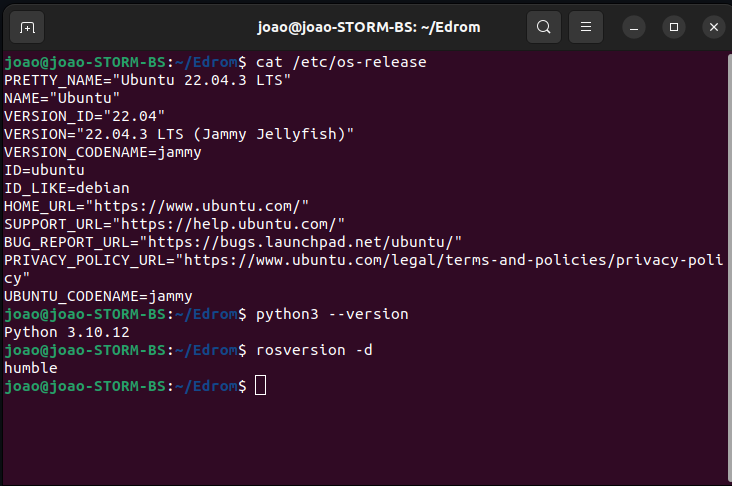 joao@joao-STORM-BS: ~/Edrom
joao@joao-STORM-BS:~/Edrom$ cat /etc/os-release
PRETTY_NAME="Ubuntu 22.04.3 LTS"
NAME="Ubuntu"
VERSION_ID="22.04"
VERSION="22.04.3 LTS (Jammy Jellyfish)"
VERSION_CODENAME=jammy
ID=ubuntu
ID_LIKE=debian
HOME_URL="https://www.ubuntu.com/"
SUPPORT_URL="https://help.ubuntu.com/"
BUG_REPORT_URL="https://bugs.launchpad.net/ubuntu/"
PRIVACY_POLICY_URL="https://www.ubuntu.com/legal/terms-and-policies/privacy-poli
cy"
UBUNTU_CODENAME=jammy
joao@joao-STORM-BS:~/Edrom$ python3 --version
Python 3.10.12
joao@joao-STORM-BS:~/Edrom$ rosversion -d
humble
joao@joao-STORM-BS:~/Edrom$